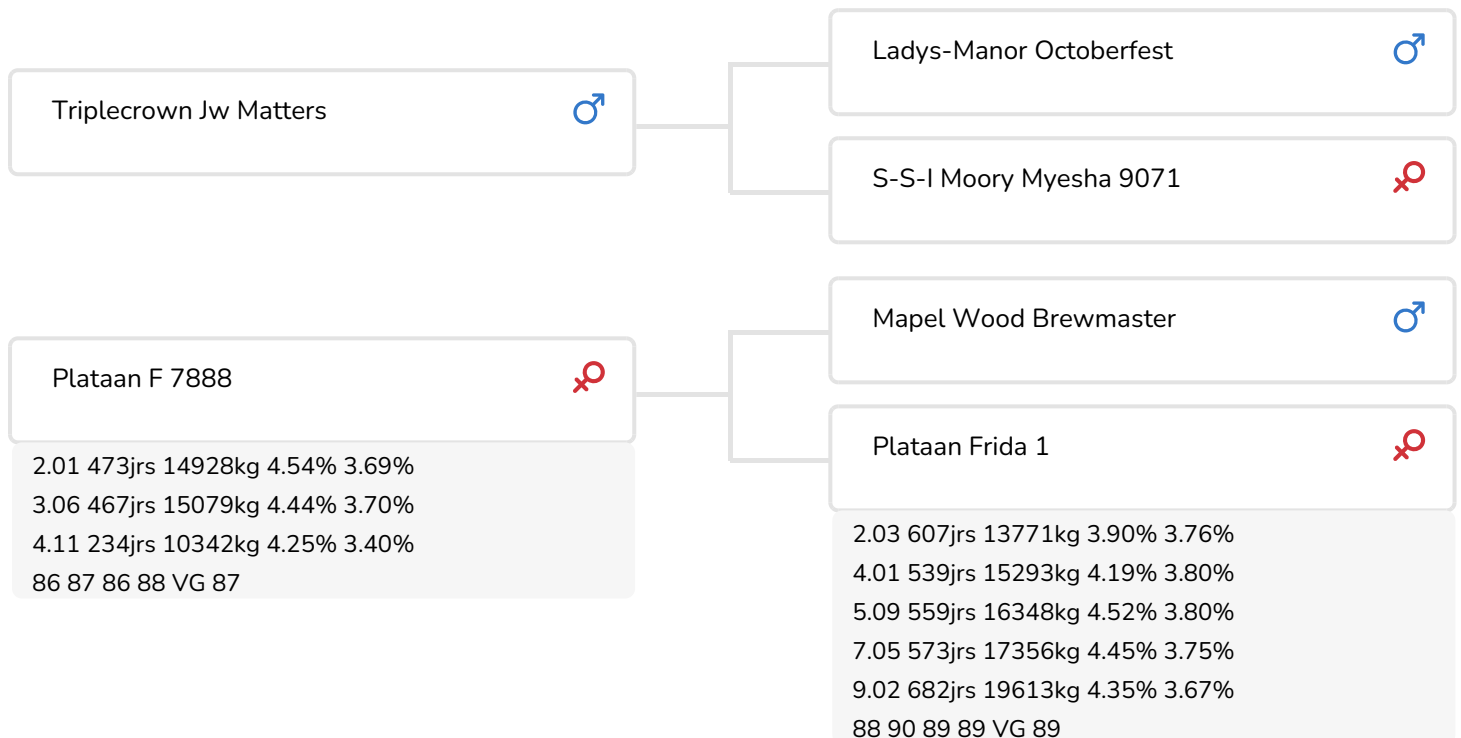 Ladys-Manor Octoberfest
Triplecrown Jw Matters
S-S-I Moory Myesha 9071
Mapel Wood Brewmaster
Plataan F 7888
2.01 473jrs 14928kg 4.54% 3.69%
3.06 467jrs 15079kg 4.44% 3.70%
4.11 234jrs 10342kg 4.25% 3.40%
86 87 86 88 VG 87
Plataan Frida 1
2.03 607jrs 13771kg 3.90% 3.76%
4.01 539jrs 15293kg 4.19% 3.80%
5.09 559jrs 16348kg 4.52% 3.80%
7.05 573jrs 17356kg 4.45% 3.75%
9.02 682jrs 19613kg 4.35% 3.67%
88 90 89 89 VG 89